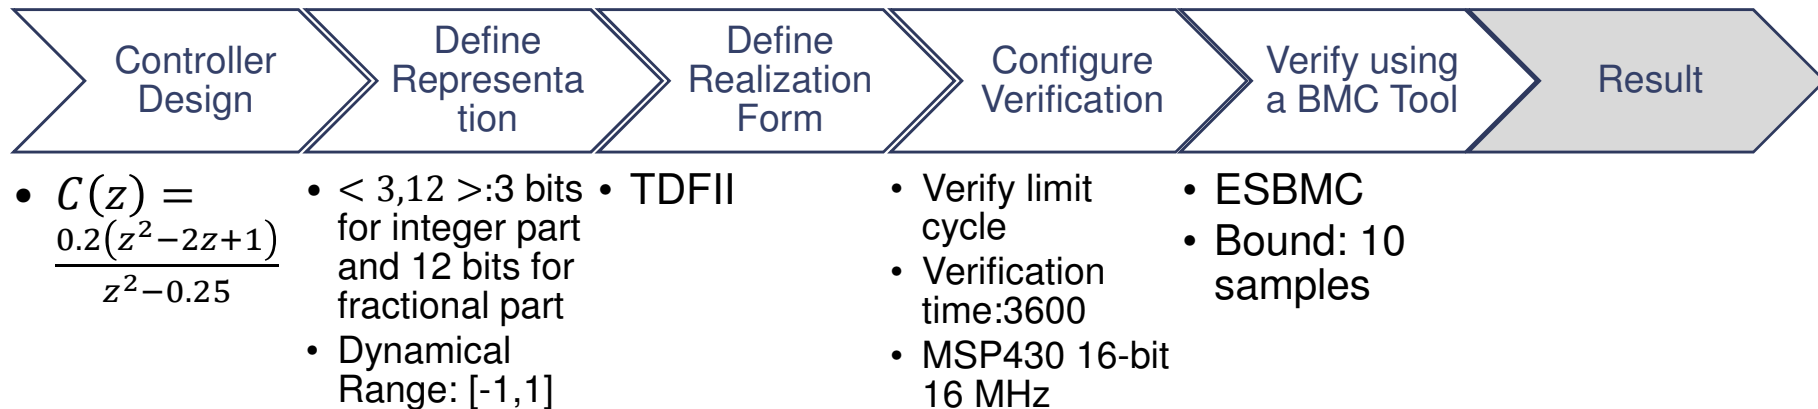 Controller
Design
Define
Representa
tion
Define
Realization
Form
Configure
Verification
Verify using
a BMC Tool
Result
• C(z) =
0.2(z²−2z+1)
z²−0.25
• < 3,12 >:3 bits
for integer part
and 12 bits for
fractional part
• Dynamical
Range: [-1,1]
• TDFII
• Verify limit
cycle
• Verification
time:3600
• MSP430 16-bit
16 MHz
• ESBMC
• Bound: 10
samples